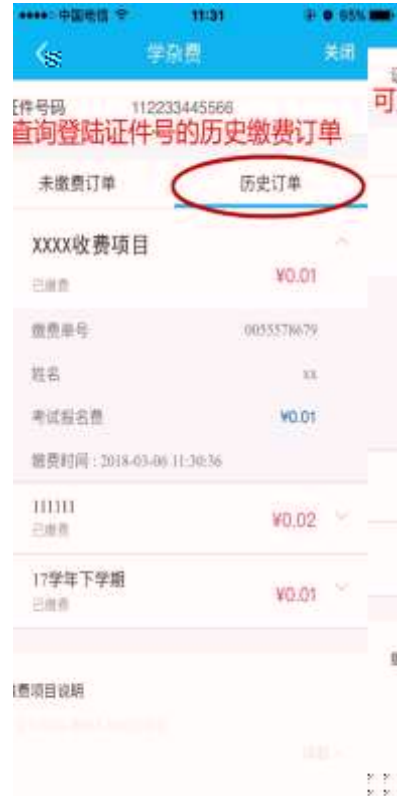 中国电信 11:31 65%
学杂费 关闭
证件号码 112233445566
查询登陆证件号的历史缴费订单
可
未缴费订单 历史订单
XXXX收费项目
已缴费 ¥0.01
缴费单号 0055578679
姓名 xx
考试报名费 ¥0.01
缴费时间 : 2018-03-06 11:30:36
111111
已缴费 ¥0.02
17学年下学期
已缴费 ¥0.01
费项目说明